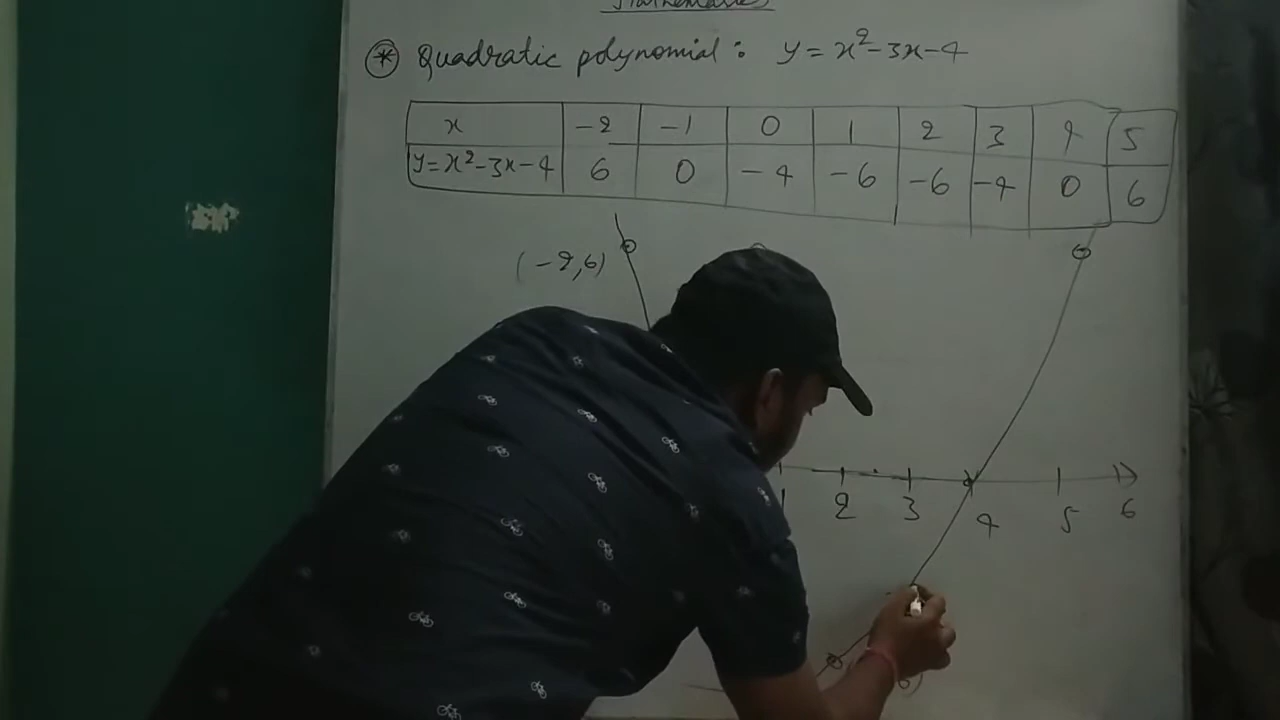 Mathematics
* Quadratic polynomial : y = x² - 3x - 4
x -2 -1 0 1 2 3 4 5
y = x² - 3x - 4 6 0 -4 -6 -6 -4 0 6
(-2, 6)
1 2 3 4 5 6